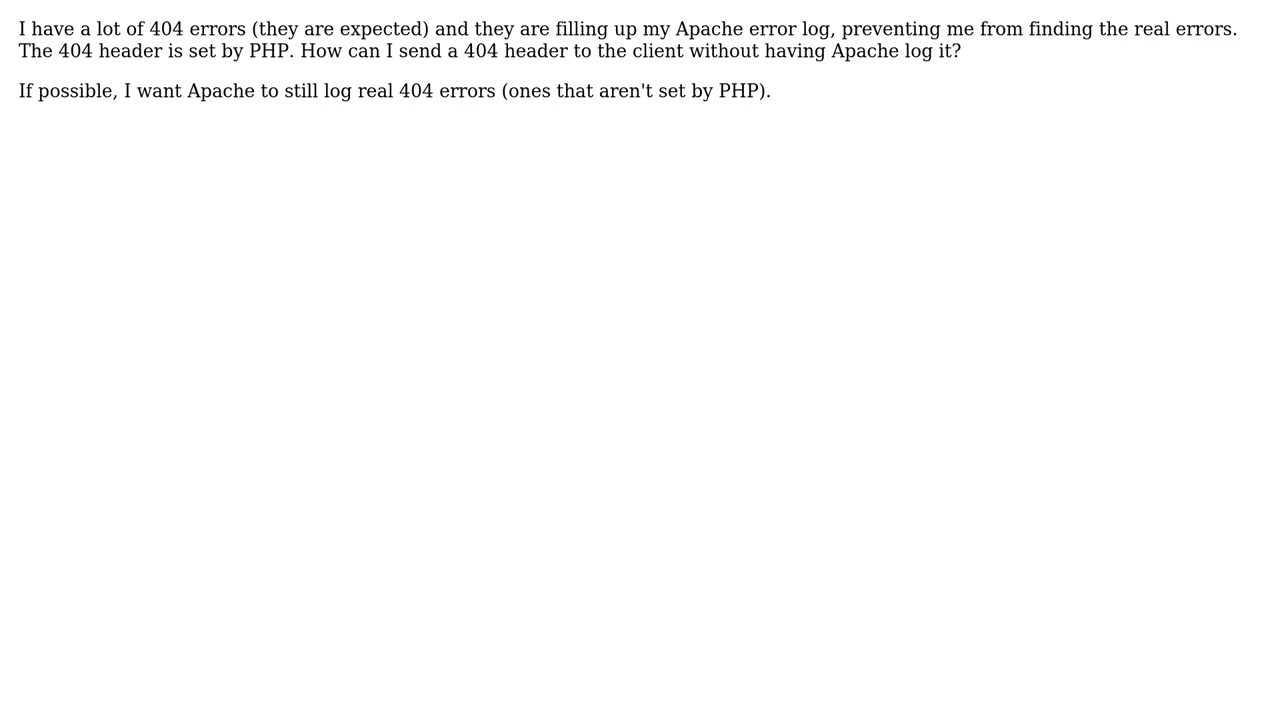 I have a lot of 404 errors (they are expected) and they are filling up my Apache error log, preventing me from finding the real errors.
The 404 header is set by PHP. How can I send a 404 header to the client without having Apache log it?
If possible, I want Apache to still log real 404 errors (ones that aren't set by PHP).